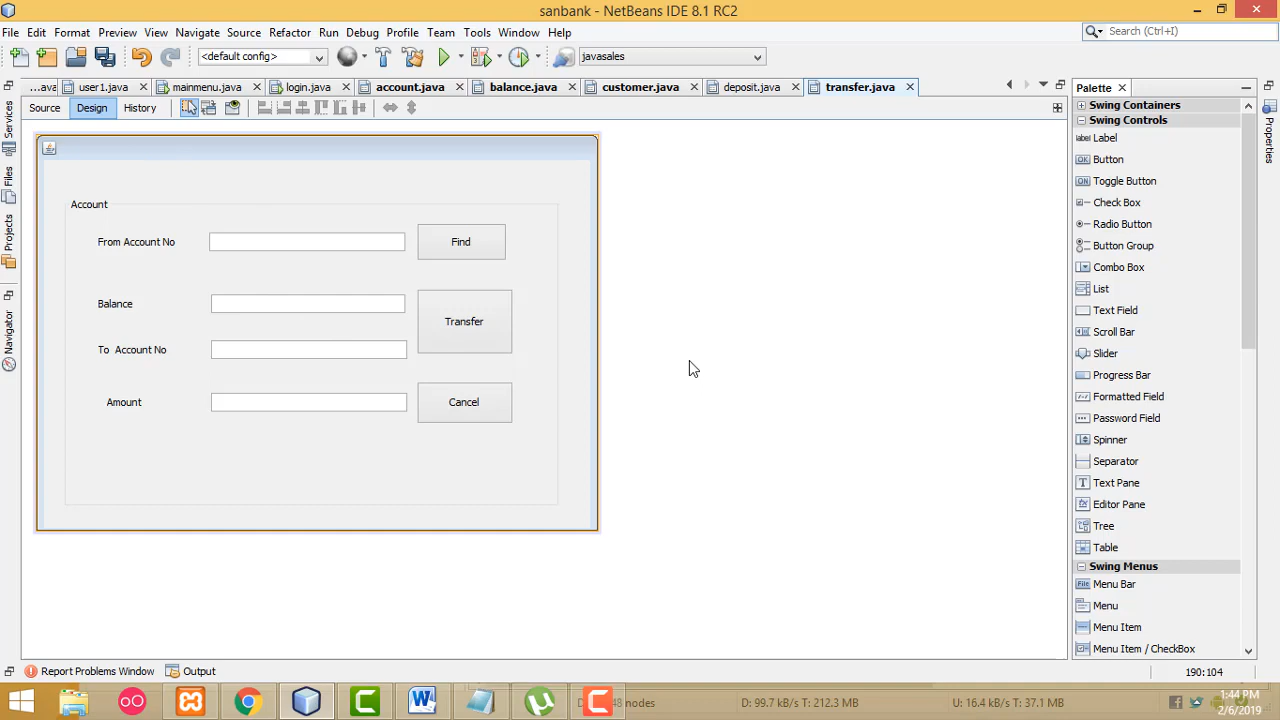 sanbank - NetBeans IDE 8.1 RC2
File Edit Format Preview View Navigate Source Refactor Run Debug Profile Team Tools Window Help
Search (Ctrl+I)
<default config>
javasales
...ava user1.java mainmenu.java login.java account.java balance.java customer.java deposit.java transfer.java
Source Design History
Services
Files
Projects
Navigator
Account
From Account No
Find
Balance
Transfer
To Account No
Amount
Cancel
Palette
Swing Containers
Swing Controls
label Label
OK Button
ON Toggle Button
Check Box
Radio Button
Button Group
Combo Box
List
Text Field
Scroll Bar
Slider
Progress Bar
Formatted Field
Password Field
Spinner
Separator
Text Pane
Editor Pane
Tree
Table
Swing Menus
File Menu Bar
Menu
Menu Item
Menu Item / CheckBox
Properties
Report Problems Window Output
190:104
nodes D: 99.7 kB/s T: 212.3 MB U: 16.4 kB/s T: 37.1 MB
1:44 PM
2/6/2019